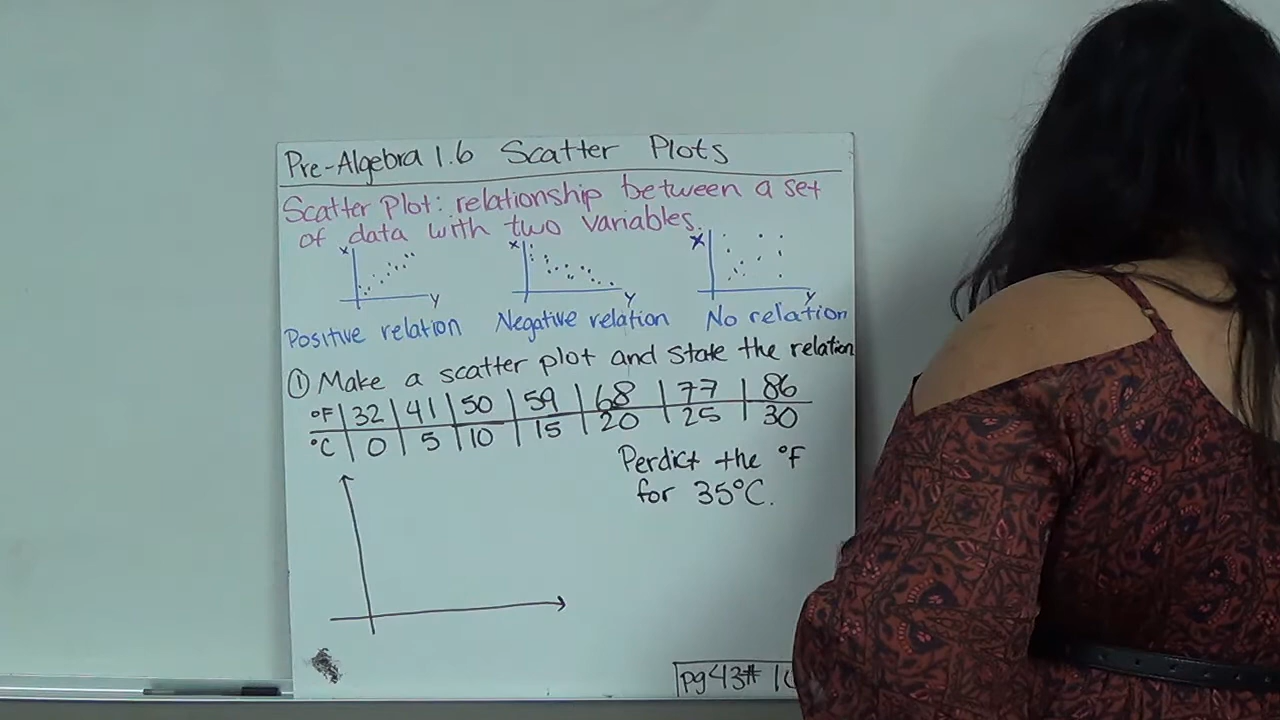 Pre-Algebra 1.6 Scatter Plots
Scatter Plot: relationship between a set
of data with two variables.
x x x
y y y
Positive relation Negative relation No relation
① Make a scatter plot and state the relation
°F 32 41 50 59 68 77 86
°C 0 5 10 15 20 25 30
Perdict the °F
for 35°C.
pg43#